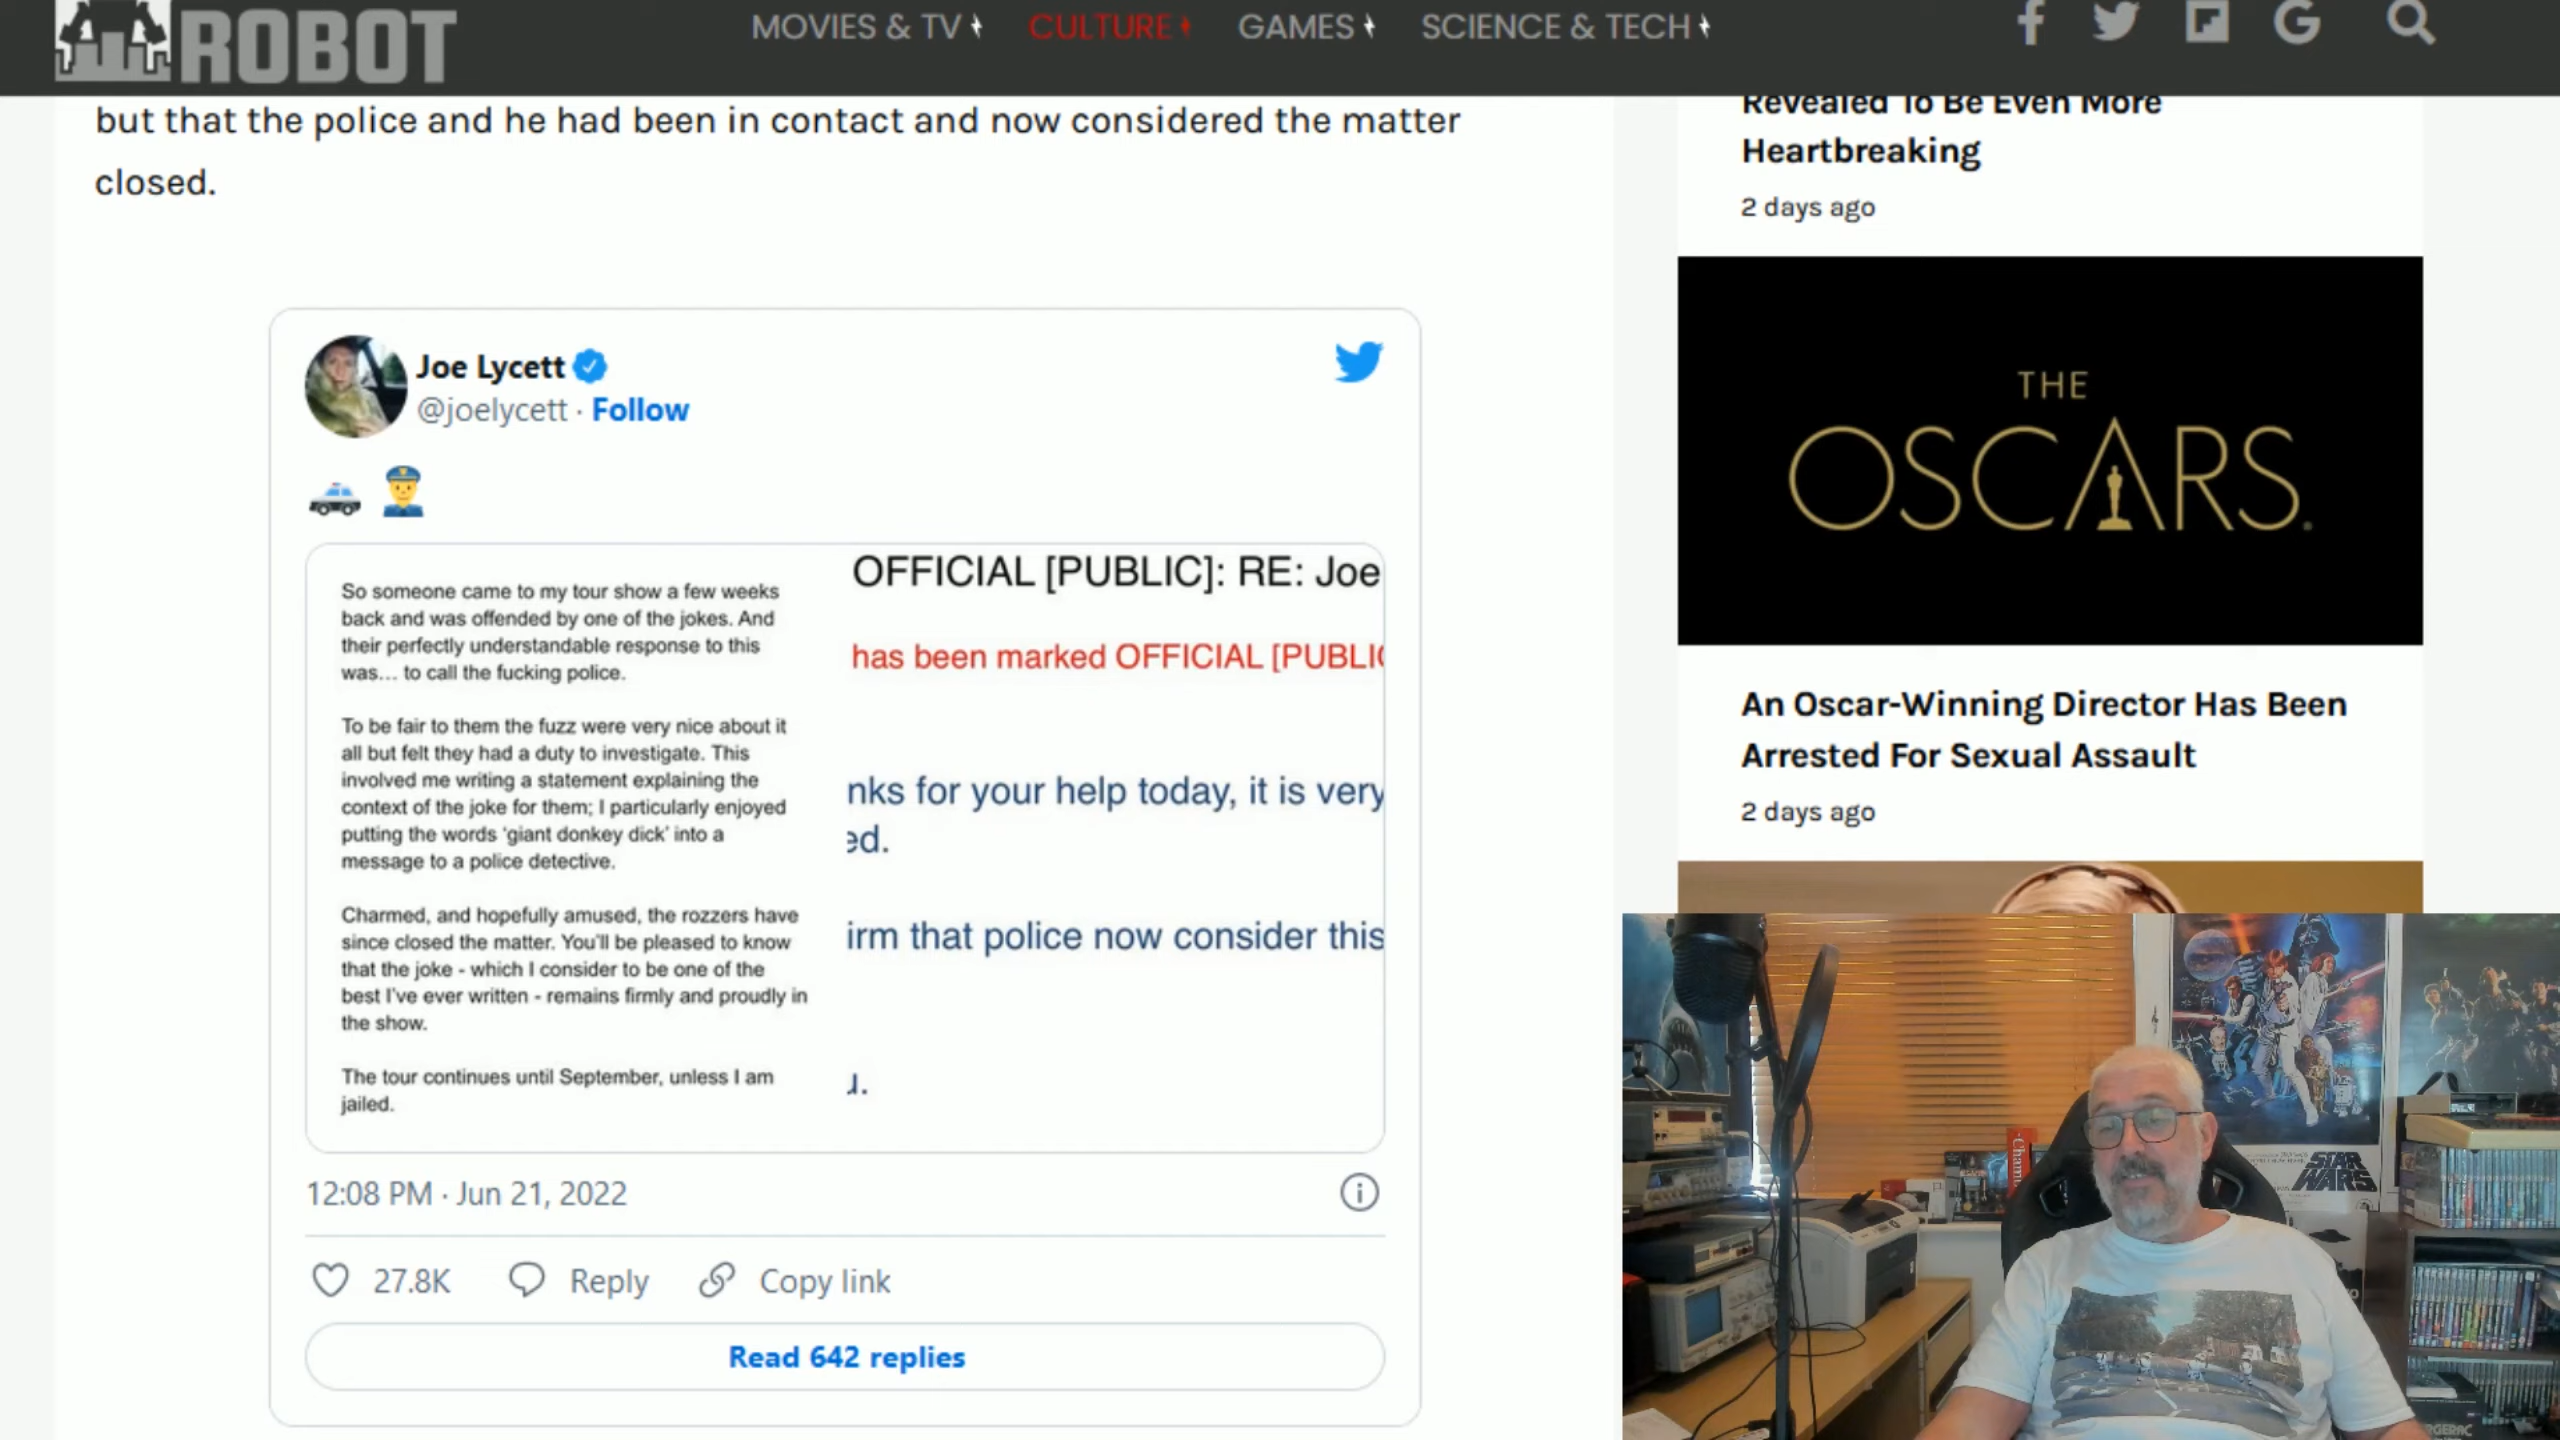 ROBOT
MOVIES & TV
CULTURE
GAMES
SCIENCE & TECH
but that the police and he had been in contact and now considered the matter
closed.
Joe Lycett
@joelycett · Follow
So someone came to my tour show a few weeks
back and was offended by one of the jokes. And
their perfectly understandable response to this
was... to call the fucking police.
To be fair to them the fuzz were very nice about it
all but felt they had a duty to investigate. This
involved me writing a statement explaining the
context of the joke for them; I particularly enjoyed
putting the words 'giant donkey dick' into a
message to a police detective.
Charmed, and hopefully amused, the rozzers have
since closed the matter. You'll be pleased to know
that the joke - which I consider to be one of the
best I've ever written - remains firmly and proudly in
the show.
The tour continues until September, unless I am
jailed.
OFFICIAL [PUBLIC]: RE: Joe
has been marked OFFICIAL [PUBLIC
nks for your help today, it is very
ed.
irm that police now consider this
u.
12:08 PM · Jun 21, 2022
27.8K
Reply
Copy link
Read 642 replies
Revealed To Be Even More
Heartbreaking
2 days ago
THE
OSCARS.
An Oscar-Winning Director Has Been
Arrested For Sexual Assault
2 days ago
STAR
WARS